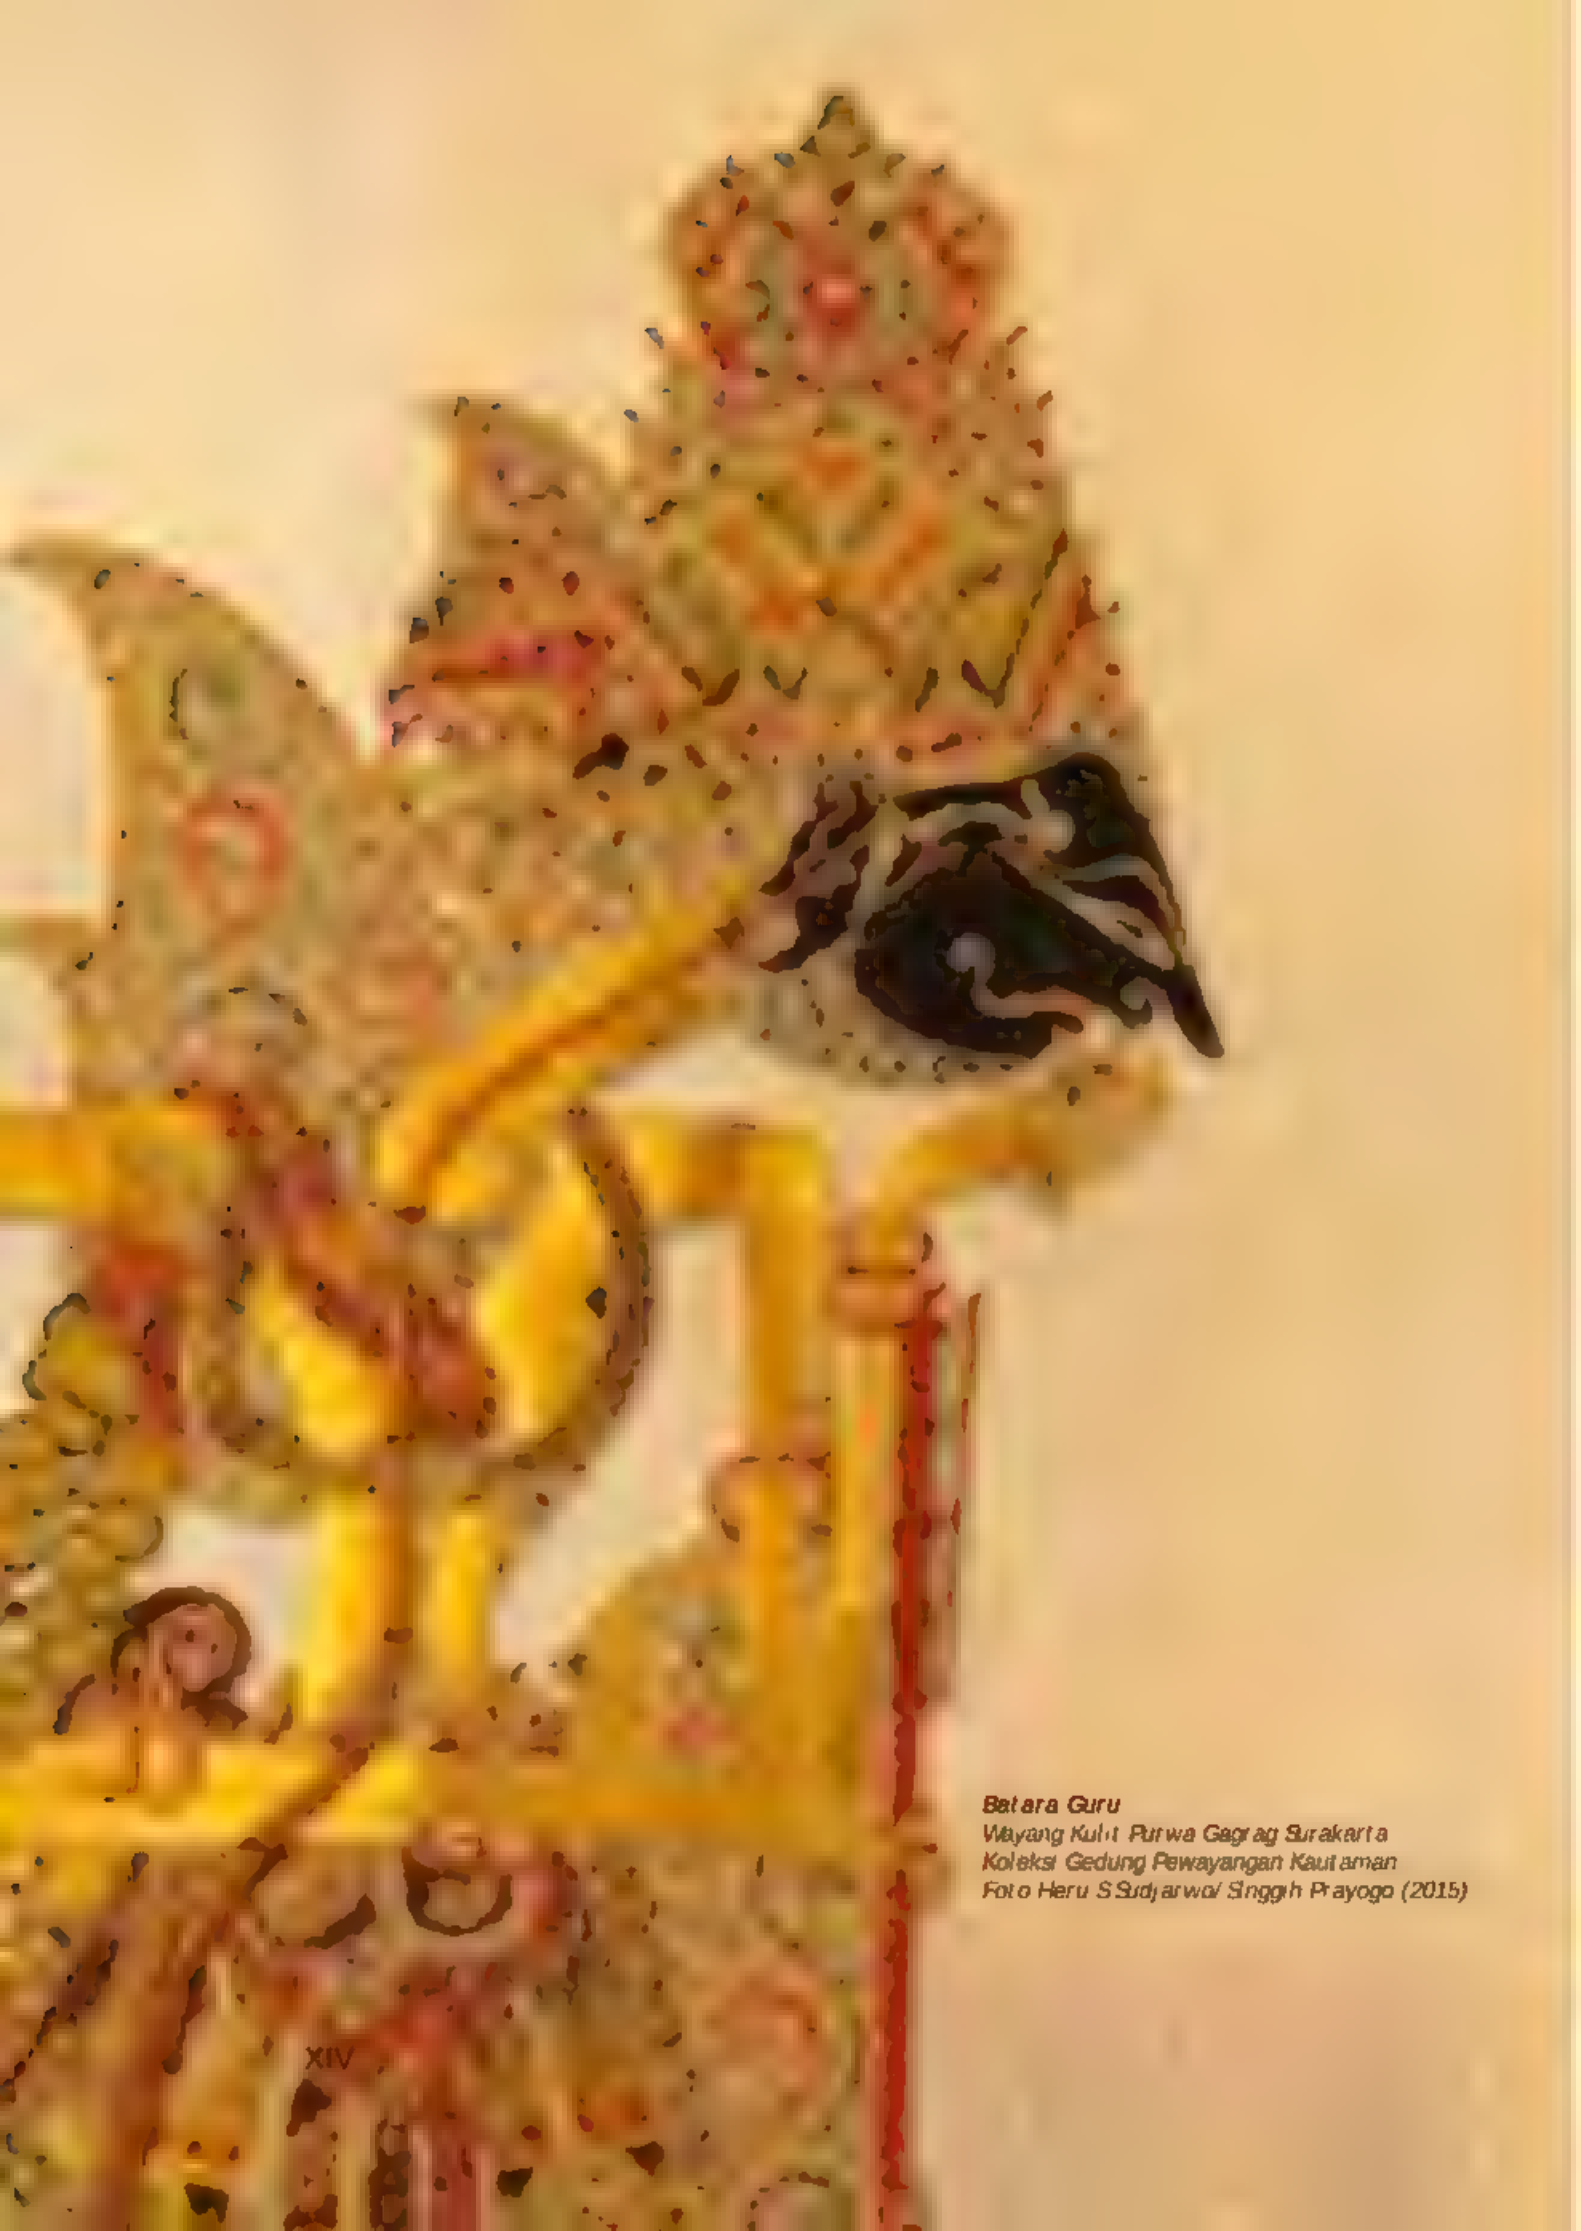 Batara Guru
Wayang Kulit Purwa Gagrag Surakarta
Koleksi Gedung Pewayangan Kautaman
Foto Heru S Sudjarwo/ Singgih Prayogo (2015)
XIV